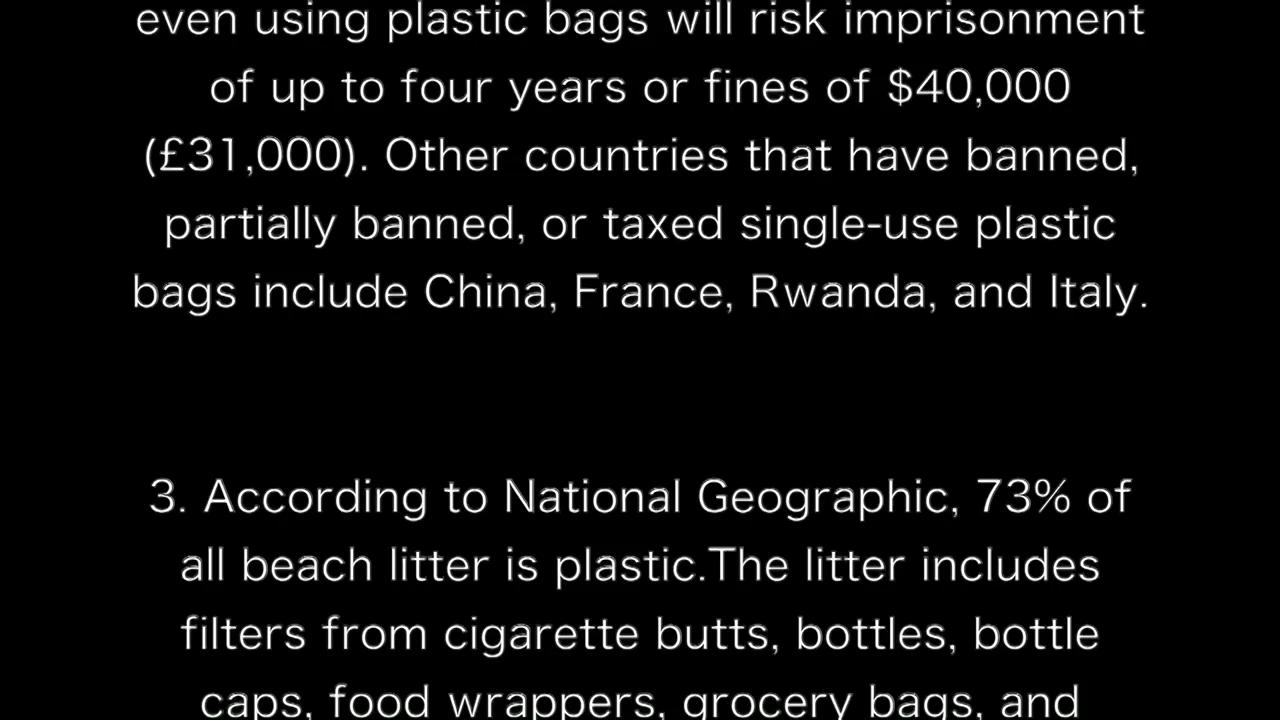 even using plastic bags will risk imprisonment
of up to four years or fines of $40,000
(£31,000). Other countries that have banned,
partially banned, or taxed single-use plastic
bags include China, France, Rwanda, and Italy.
3. According to National Geographic, 73% of
all beach litter is plastic.The litter includes
filters from cigarette butts, bottles, bottle
caps, food wrappers, grocery bags, and